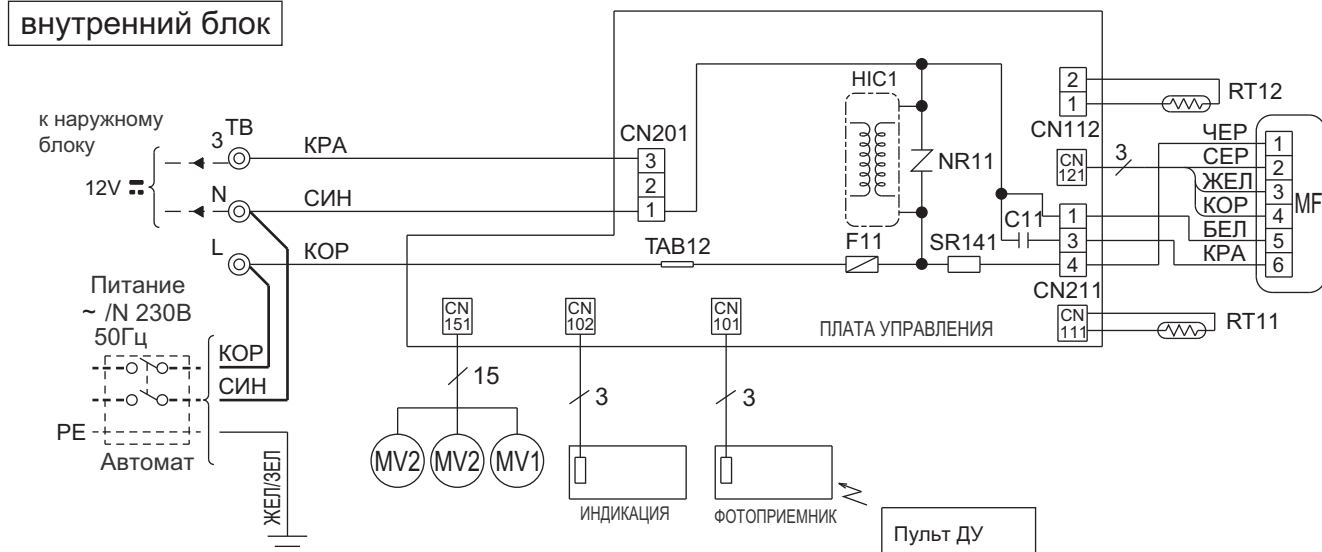 внутренний блок
к наружному
блоку
12V
3
TB
N
L
КРА
СИН
КОР
Питание
~ /N 230В
50Гц
КОР
СИН
PE
Автомат
ЖЕЛ/ЗЕЛ
CN201
3
2
1
TAB12
HIC1
NR11
F11
SR141
C11
2
1
CN112
RT12
CN
121
3
1
3
4
CN211
CN
111
RT11
ЧЕР
СЕР
ЖЕЛ
КОР
БЕЛ
КРА
1
2
3
4
5
6
MF
ПЛАТА УПРАВЛЕНИЯ
CN
151
15
MV2
MV2
MV1
CN
102
3
ИНДИКАЦИЯ
CN
101
3
ФОТОПРИЕМНИК
Пульт ДУ